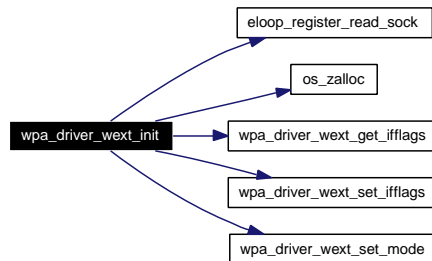 eloop_register_read_sock
os_zalloc
wpa_driver_wext_init
wpa_driver_wext_get_ifflags
wpa_driver_wext_set_ifflags
wpa_driver_wext_set_mode